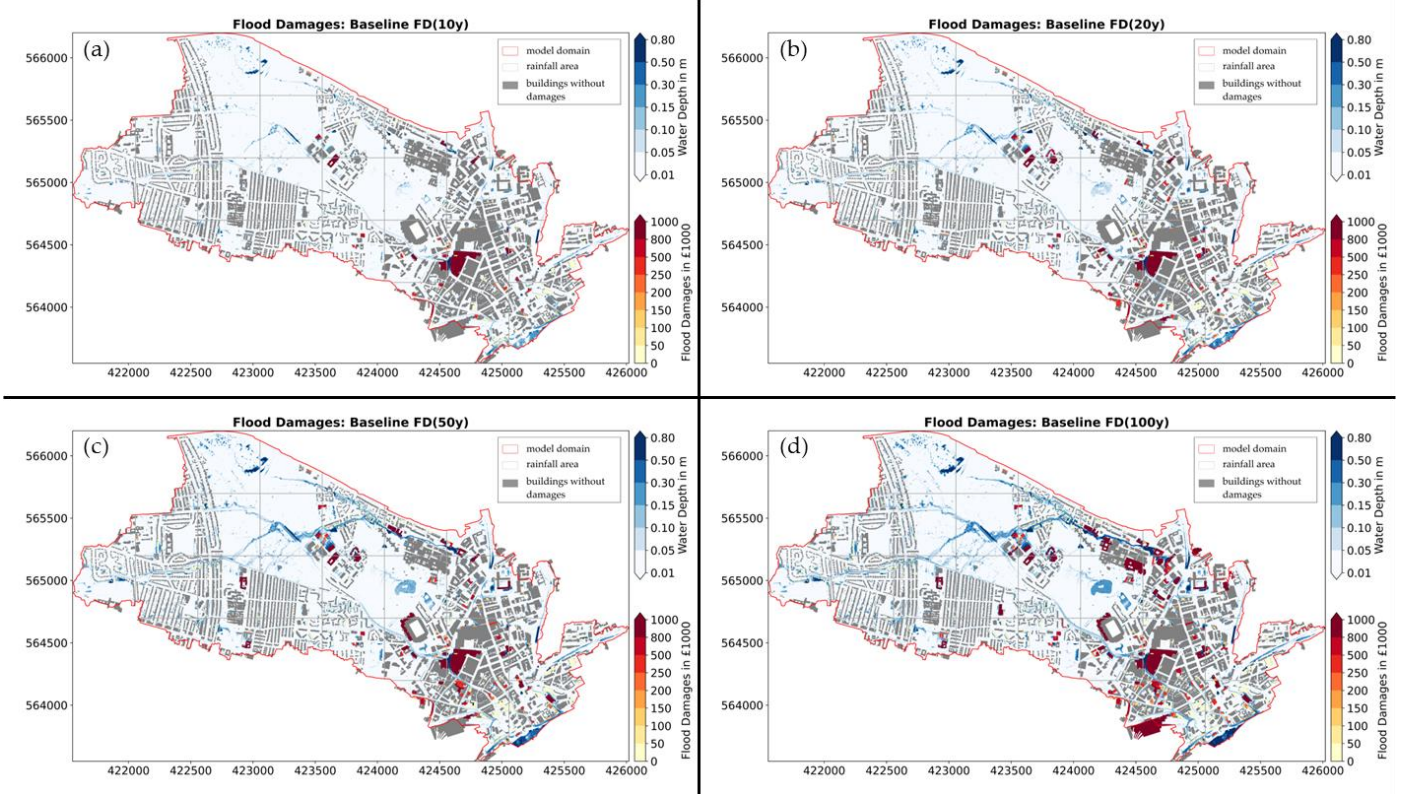 Flood Damages: Baseline FD(10y)
(a)
model domain
rainfall area
buildings without
damages
566000
565500
565000
564500
564000
422000 422500 423000 423500 424000 424500 425000 425500 426000
0.80
0.50
0.30
0.15
0.10
0.05
0.01
Water Depth in m
1000
800
500
250
200
150
100
50
0
Flood Damages in £1000
Flood Damages: Baseline FD(20y)
(b)
model domain
rainfall area
buildings without
damages
566000
565500
565000
564500
564000
422000 422500 423000 423500 424000 424500 425000 425500 426000
0.80
0.50
0.30
0.15
0.10
0.05
0.01
Water Depth in m
1000
800
500
250
200
150
100
50
0
Flood Damages in £1000
Flood Damages: Baseline FD(50y)
(c)
model domain
rainfall area
buildings without
damages
566000
565500
565000
564500
564000
422000 422500 423000 423500 424000 424500 425000 425500 426000
0.80
0.50
0.30
0.15
0.10
0.05
0.01
Water Depth in m
1000
800
500
250
200
150
100
50
0
Flood Damages in £1000
Flood Damages: Baseline FD(100y)
(d)
model domain
rainfall area
buildings without
damages
566000
565500
565000
564500
564000
422000 422500 423000 423500 424000 424500 425000 425500 426000
0.80
0.50
0.30
0.15
0.10
0.05
0.01
Water Depth in m
1000
800
500
250
200
150
100
50
0
Flood Damages in £1000